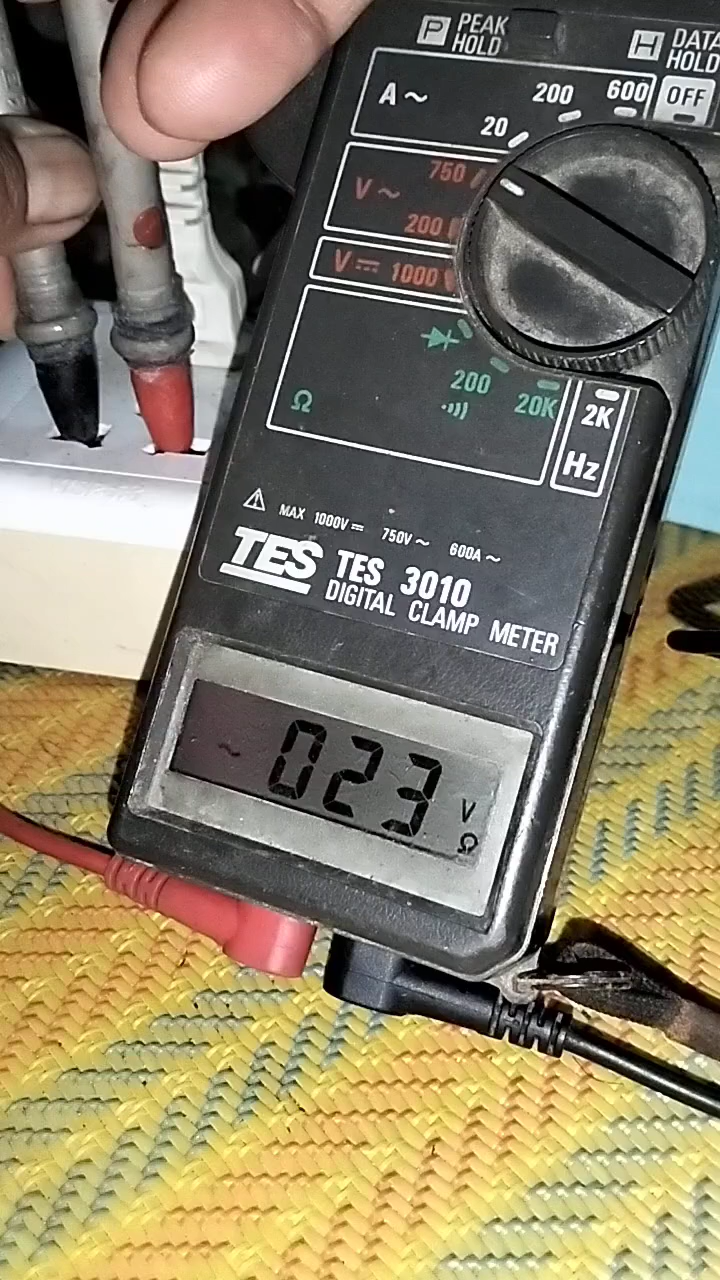 P PEAK HOLD
H DATA HOLD
A ~ 20 200 600 OFF
V ~ 750
200
V ⎓ 1000V
200 20K 2K
Ω
Hz
⚠ MAX 1000V ⎓ 750V ~ 600A ~
TES TES 3010
DIGITAL CLAMP METER
~ 023 V
Ω